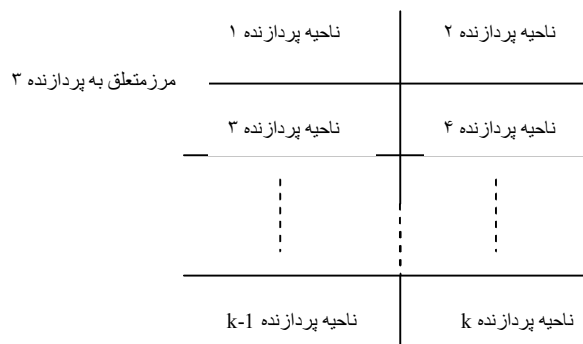 ناحیه پردازنده ۱
ناحیه پردازنده ۲
مرزمتعلق به پردازنده ۳
ناحیه پردازنده ۳
ناحیه پردازنده ۴
ناحیه پردازنده k-1
ناحیه پردازنده k